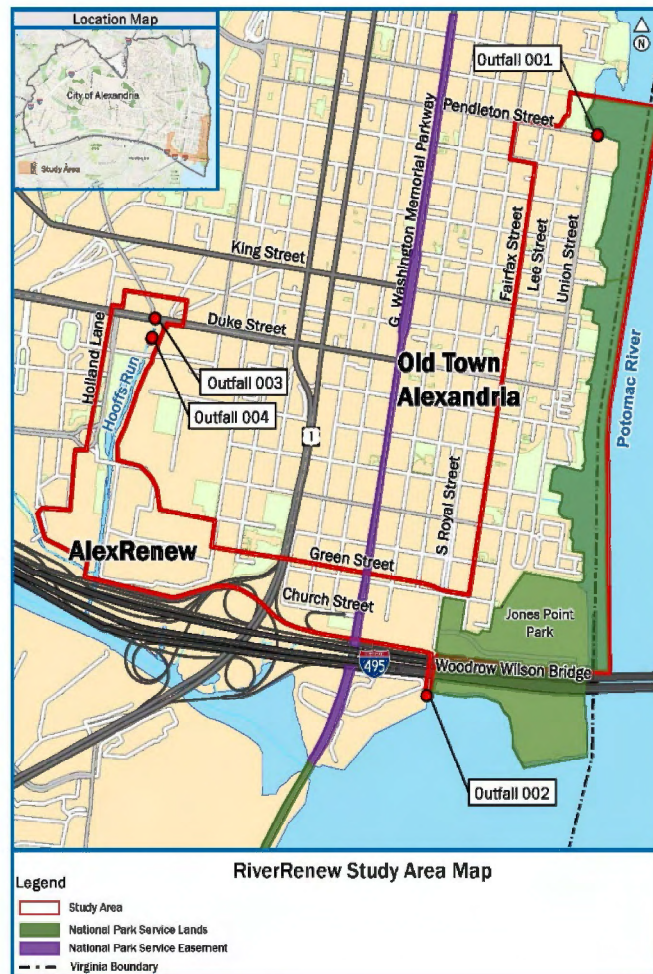 Location Map
City of Alexandria
Study Area
N
Outfall 001
Pendleton Street
G. Washington Memorial Parkway
King Street
Fairfax Street
Lee Street
Union Street
Duke Street
Holland Lane
Hooffs Run
Outfall 003
Outfall 004
Old Town
Alexandria
Potomac River
1
S Royal Street
AlexRenew
Green Street
Church Street
Jones Point
Park
495
Woodrow Wilson Bridge
Outfall 002
RiverRenew Study Area Map
Legend
Study Area
National Park Service Lands
National Park Service Easement
Virginia Boundary